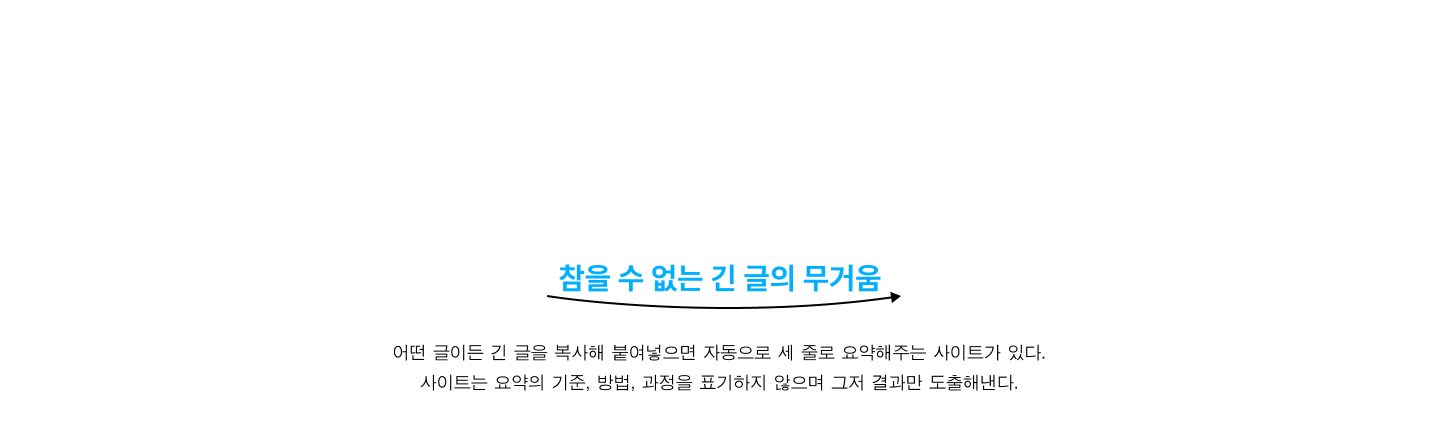 참을 수 없는 긴 글의 무거움
어떤 글이든 긴 글을 복사해 붙여넣으면 자동으로 세 줄로 요약해주는 사이트가 있다.
사이트는 요약의 기준, 방법, 과정을 표기하지 않으며 그저 결과만 도출해낸다.